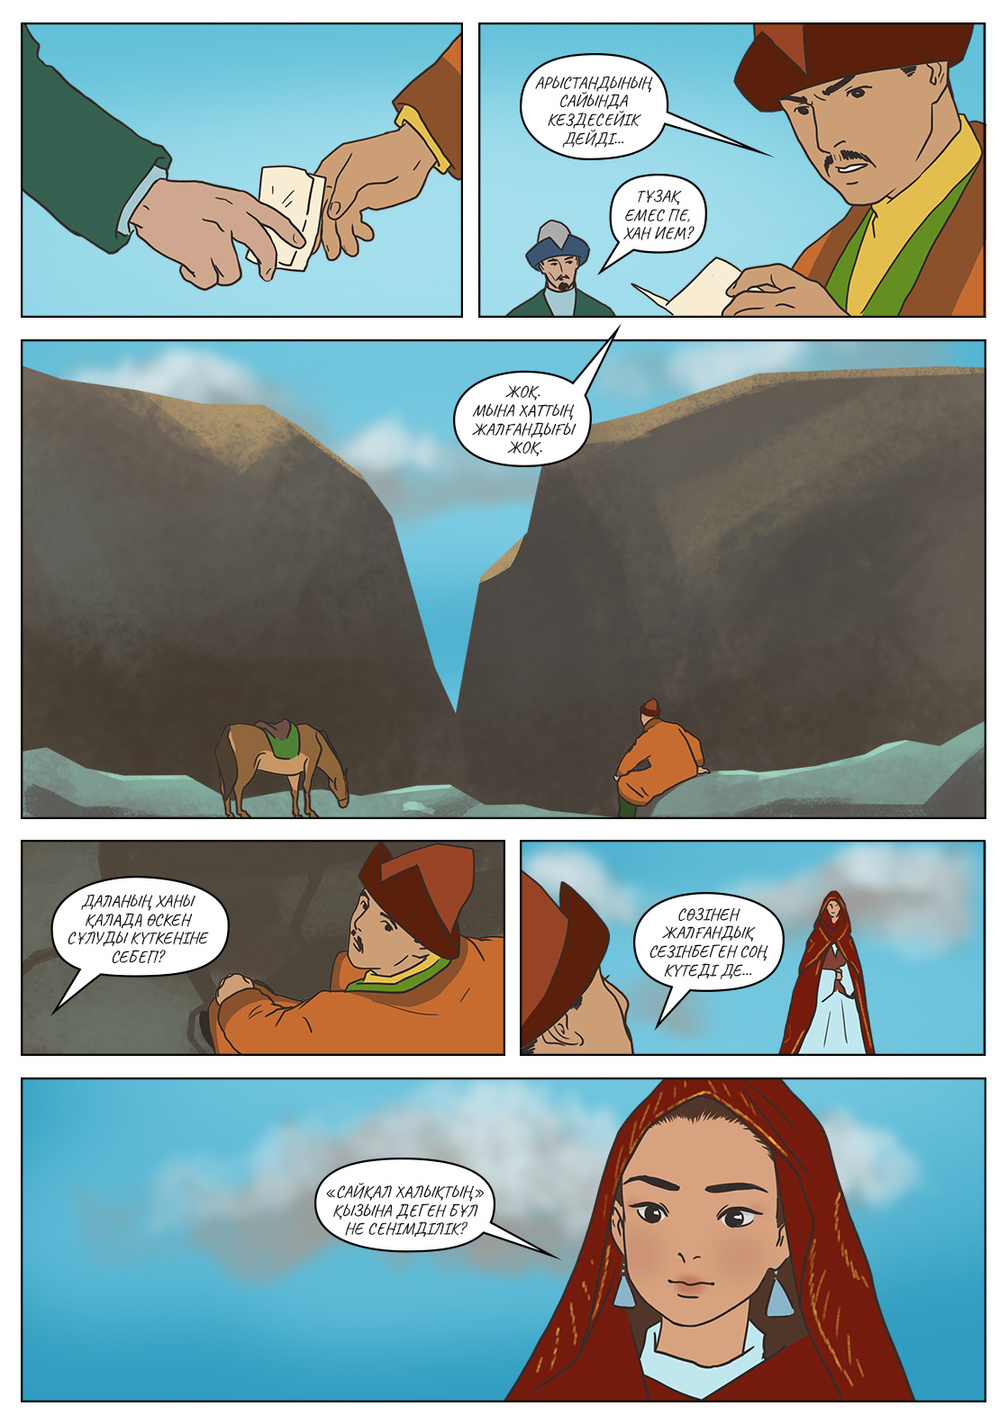 АРЫСТАНДЫНЫҢ
САЙЫНДА
КЕЗДЕСЕЙІК
ДЕЙДІ...
ТҰЗАҚ
ЕМЕС ПЕ,
ХАН ИЕМ?
ЖОҚ.
МЫНА ХАТТЫҢ
ЖАЛҒАНДЫҒЫ
ЖОҚ.
ДАЛАНЫҢ ХАНЫ
ҚАЛАДА ӨСКЕН
СҰЛУДЫ КҮТКЕНІНЕ
СЕБЕП?
СӨЗІНЕН
ЖАЛҒАНДЫҚ
СЕЗІНБЕГЕН СОҢ
КҮТЕДІ ДЕ...
«САЙҚАЛ ХАЛЫҚТЫҢ»
ҚЫЗЫНА ДЕГЕН БҰЛ
НЕ СЕНІМДІЛІК?